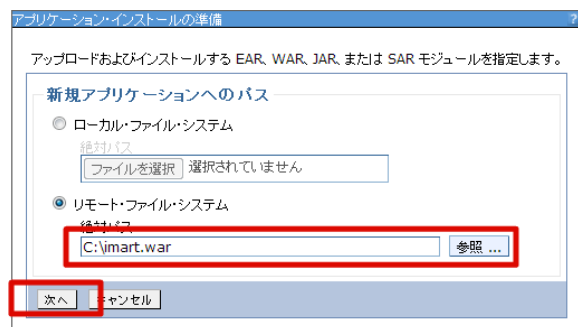 アプリケーション・インストールの準備 ?
アップロードおよびインストールする EAR、WAR、JAR、または SAR モジュールを指定します。
新規アプリケーションへのパス
ローカル・ファイル・システム
絶対パス
ファイルを選択 選択されていません
リモート・ファイル・システム
絶対パス
C:\imart.war 参照 ...
次へ キャンセル